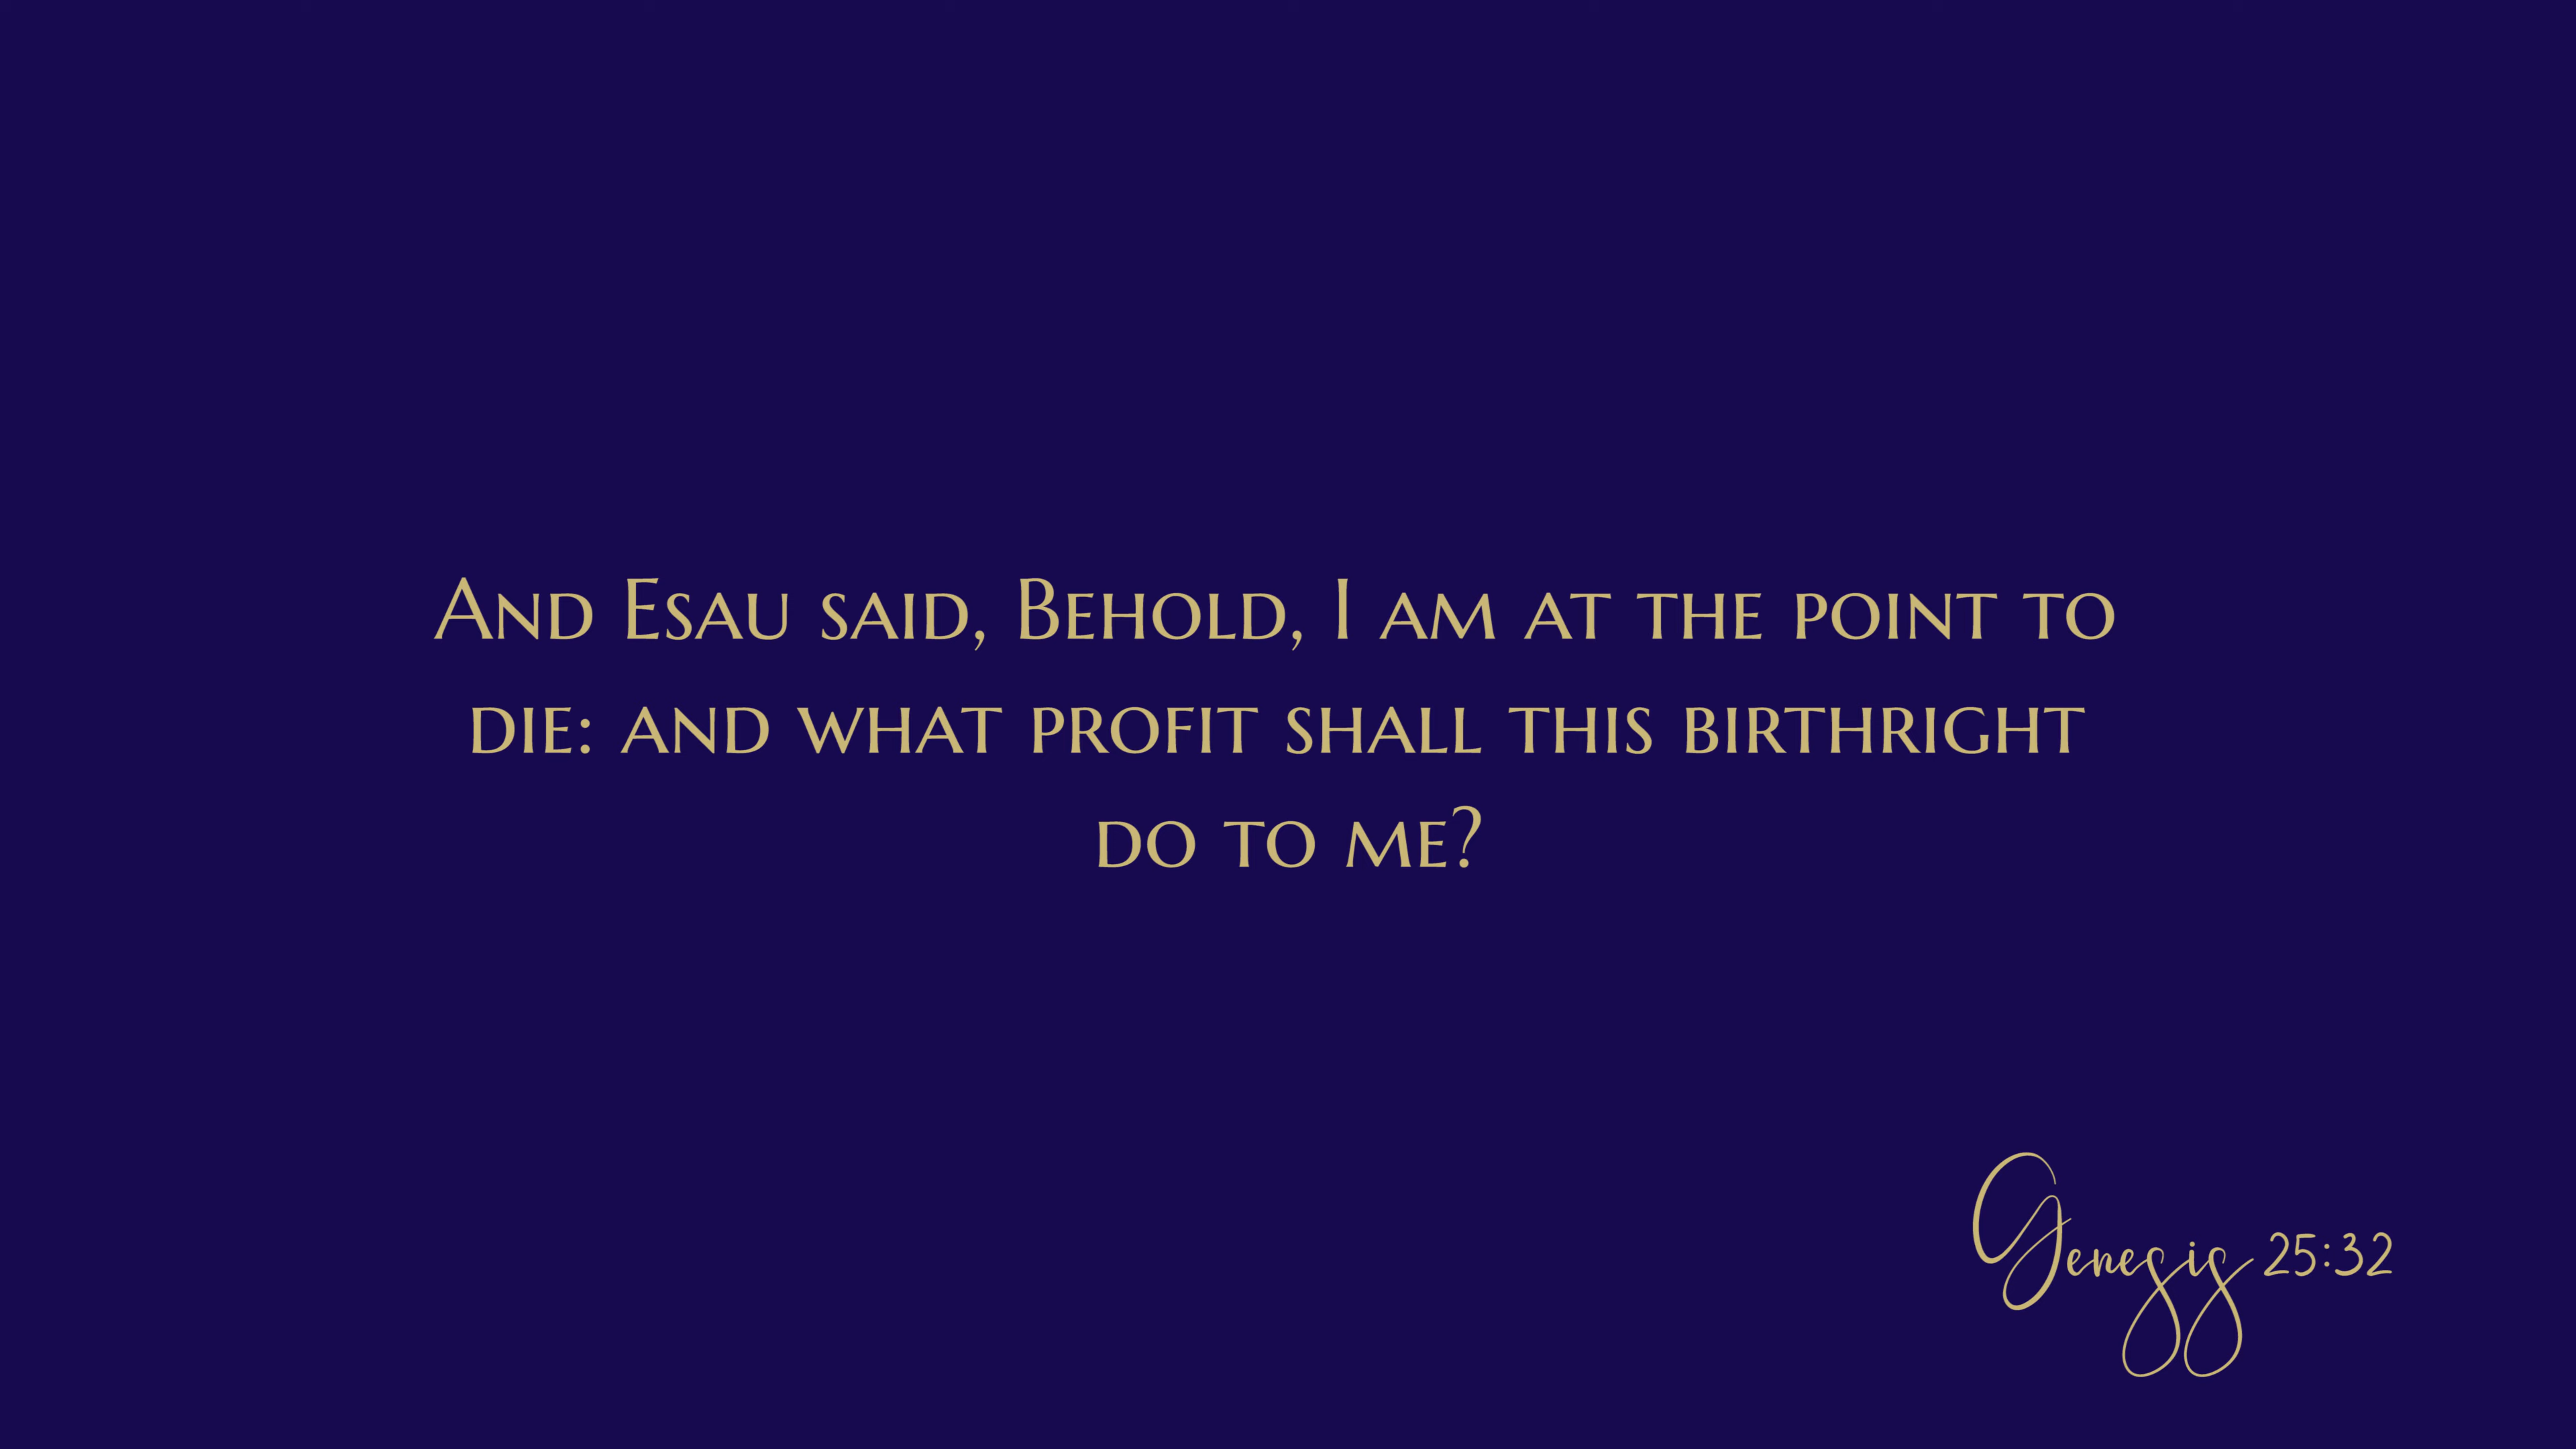 And Esau said, Behold, I am at the point to
die: and what profit shall this birthright
do to me?
Genesis 25:32